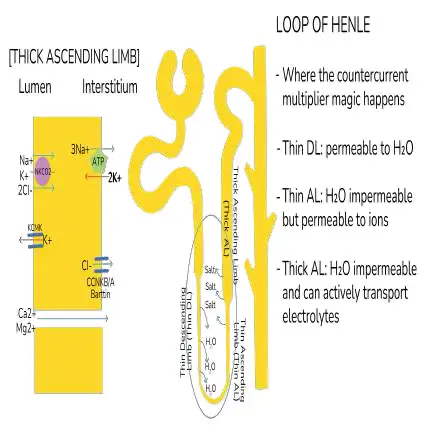 LOOP OF HENLE
[THICK ASCENDING LIMB]
Lumen Interstitium
3Na+
ATP
2K+
Na+
K+
2Cl-
NKCC2
ROMK
K+
Cl-
CLNKB/A
Barttin
Ca2+
Mg2+
Thick Ascending Limb
(Thick AL)
Thin Descending
Limb (Thin DL)
Thin Ascending
Limb (Thin AL)
Salt
Salt
Salt
H2O
H2O
H2O
- Where the countercurrent
multiplier magic happens
- Thin DL: permeable to H2O
- Thin AL: H2O impermeable
but permeable to ions
- Thick AL: H2O impermeable
and can actively transport
electrolytes